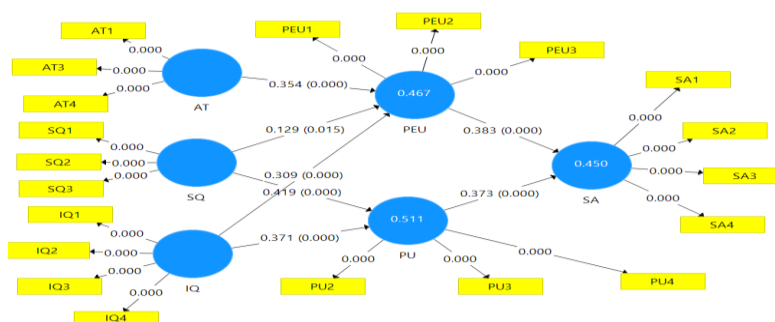 AT1
AT3
AT4
0.000
0.000
0.000
AT
PEU1
PEU2
PEU3
0.000
0.000
0.000
0.354 (0.000)
0.467
PEU
SQ1
SQ2
SQ3
0.000
0.000
0.000
SQ
0.129 (0.015)
0.309 (0.000)
0.419 (0.000)
0.383 (0.000)
SA1
SA2
SA3
SA4
0.000
0.000
0.000
0.000
0.450
SA
IQ1
IQ2
IQ3
IQ4
0.000
0.000
0.000
0.000
IQ
0.371 (0.000)
0.373 (0.000)
0.511
PU
0.000
0.000
0.000
PU2
PU3
PU4